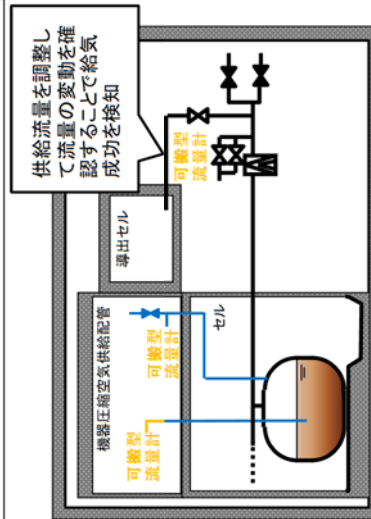 供給流量を調整し
て流量の変動を確
認することで給気
成功を検知
可搬型
流量計
導出セル
機器圧縮空気供給配管
可搬型
流量計
可搬型
流量計
セル